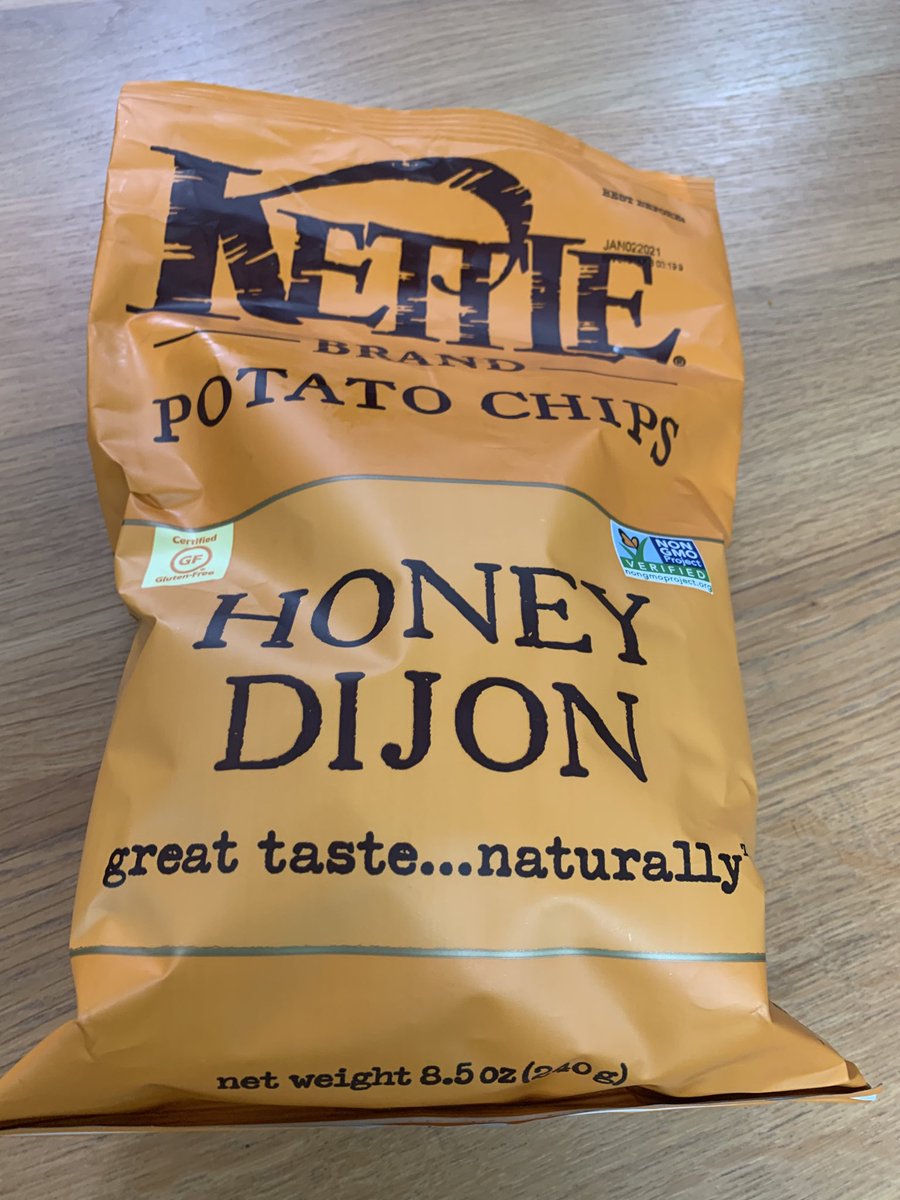 BEST BEFORE:
JAN022021
KETTLE®
BRAND
POTATO CHIPS
Certified
GF
Gluten-Free
NON
GMO
Project
VERIFIED
nongmoproject.org
HONEY
DIJON
great taste...naturally
net weight 8.5 oz (240g)